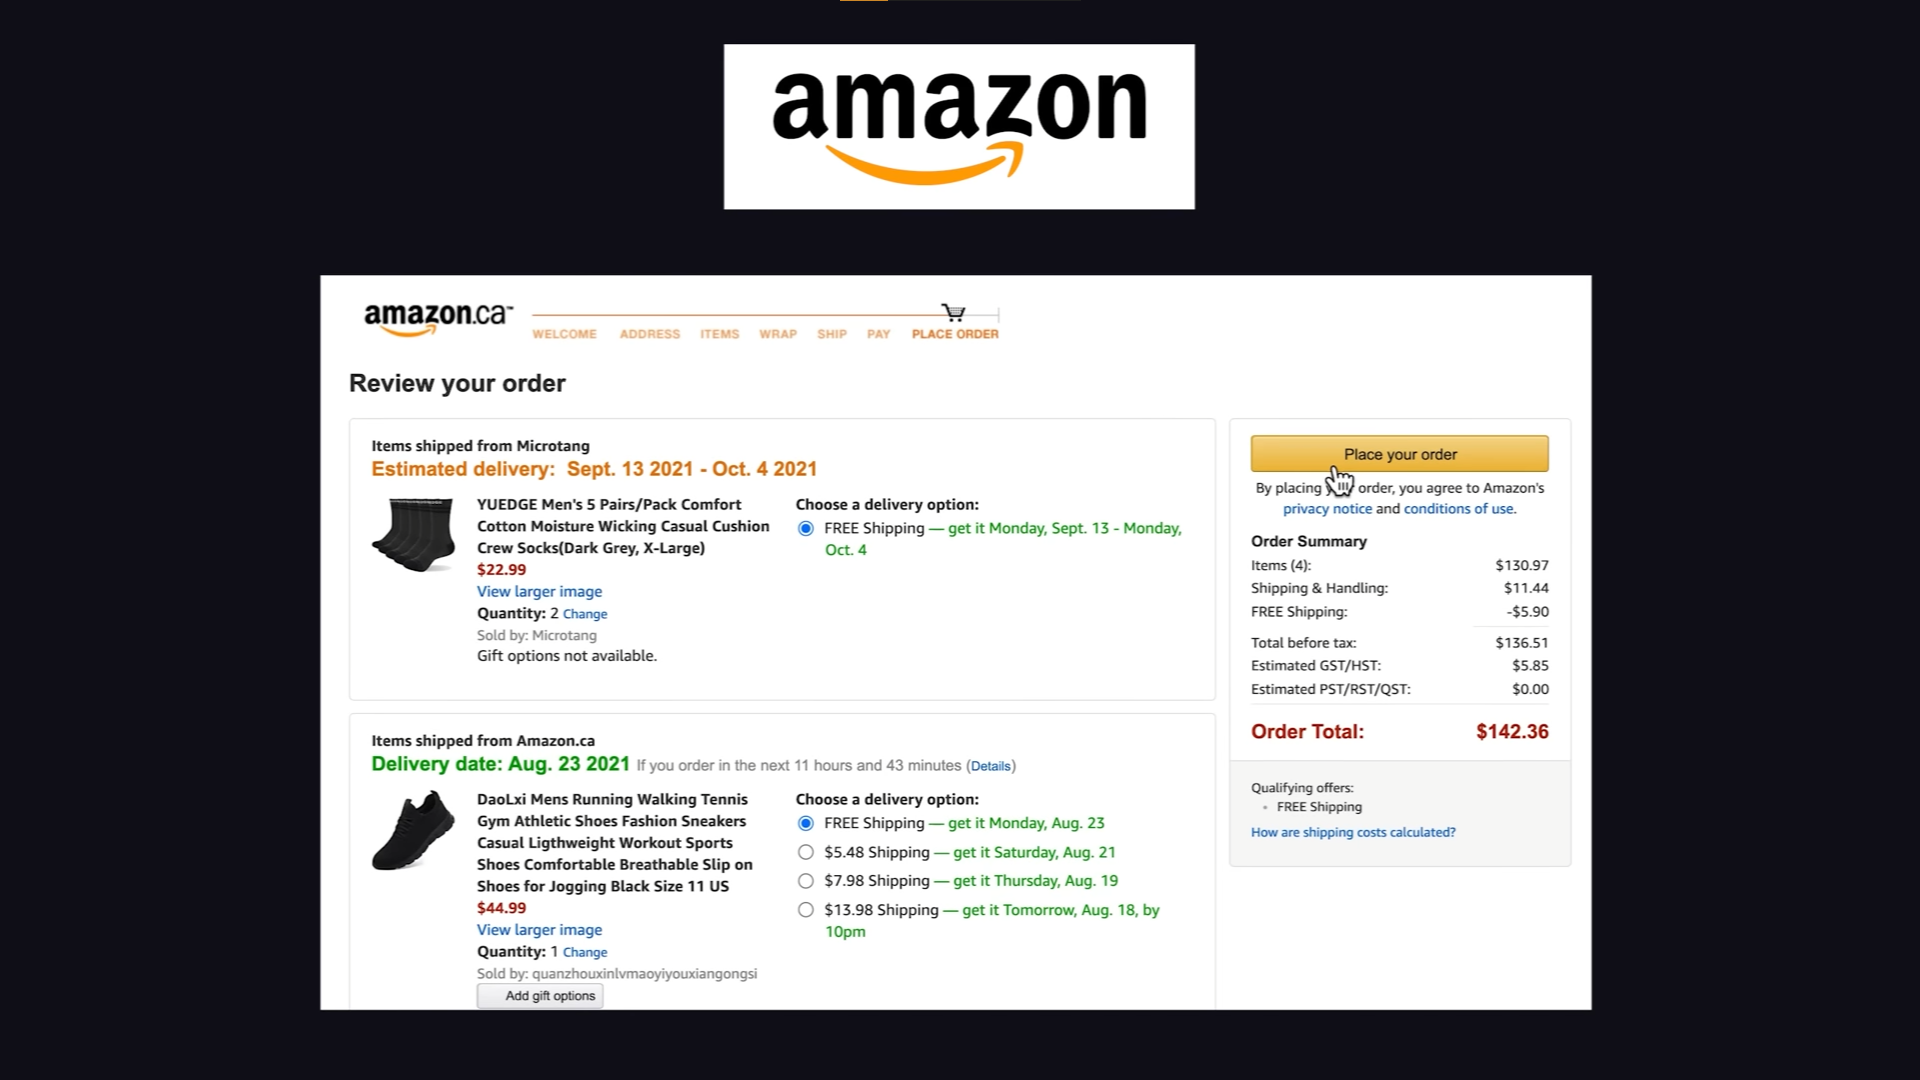 amazon
amazon.ca™
WELCOME ADDRESS ITEMS WRAP SHIP PAY PLACE ORDER
Review your order
Items shipped from Microtang
Estimated delivery: Sept. 13 2021 - Oct. 4 2021
YUEDGE Men's 5 Pairs/Pack Comfort
Cotton Moisture Wicking Casual Cushion
Crew Socks(Dark Grey, X-Large)
$22.99
View larger image
Quantity: 2 Change
Sold by: Microtang
Gift options not available.
Choose a delivery option:
FREE Shipping — get it Monday, Sept. 13 - Monday,
Oct. 4
Items shipped from Amazon.ca
Delivery date: Aug. 23 2021 If you order in the next 11 hours and 43 minutes (Details)
DaoLxi Mens Running Walking Tennis
Gym Athletic Shoes Fashion Sneakers
Casual Ligthweight Workout Sports
Shoes Comfortable Breathable Slip on
Shoes for Jogging Black Size 11 US
$44.99
View larger image
Quantity: 1 Change
Sold by: quanzhouxinlvmaoyiyouxiangongsi
Add gift options
Choose a delivery option:
FREE Shipping — get it Monday, Aug. 23
$5.48 Shipping — get it Saturday, Aug. 21
$7.98 Shipping — get it Thursday, Aug. 19
$13.98 Shipping — get it Tomorrow, Aug. 18, by
10pm
Place your order
By placing order, you agree to Amazon's
privacy notice and conditions of use.
Order Summary
Items (4): $130.97
Shipping & Handling: $11.44
FREE Shipping: -$5.90
Total before tax: $136.51
Estimated GST/HST: $5.85
Estimated PST/RST/QST: $0.00
Order Total: $142.36
Qualifying offers:
• FREE Shipping
How are shipping costs calculated?